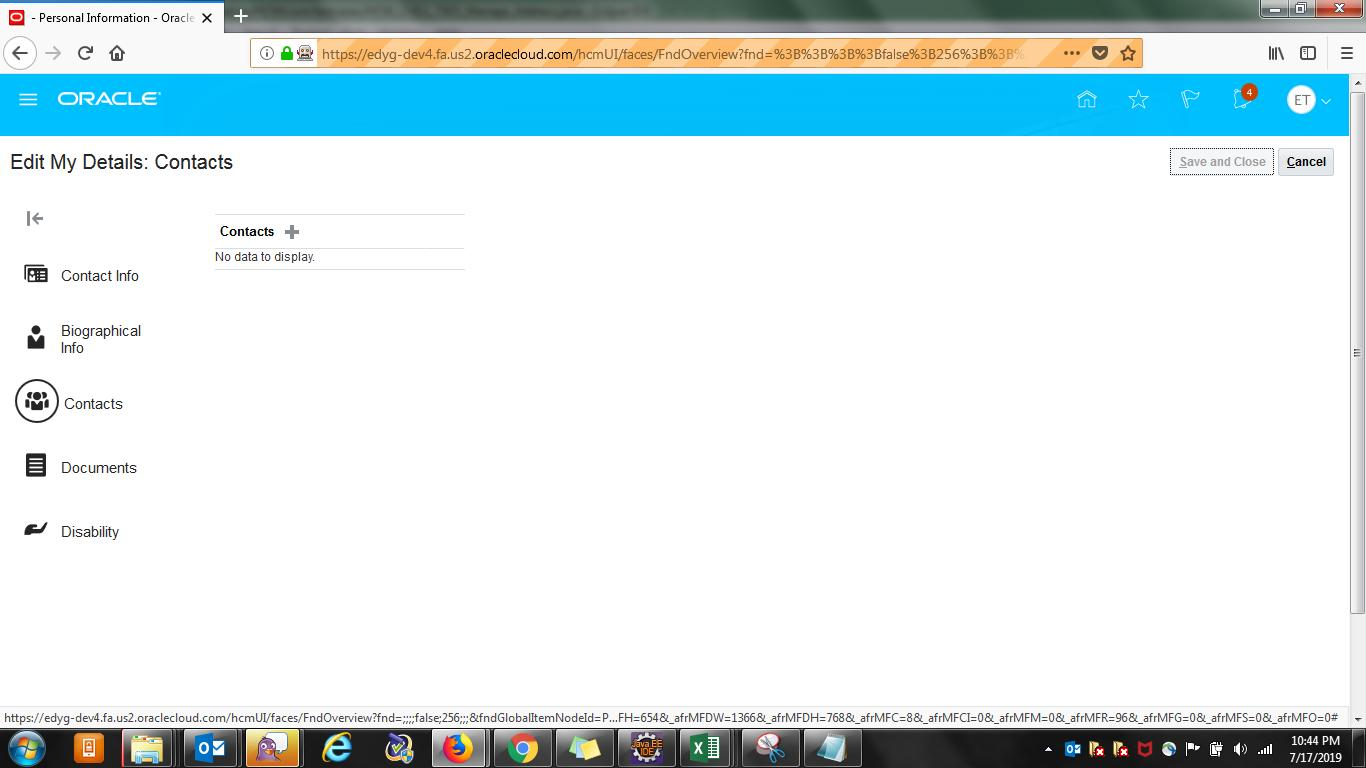 - Personal Information - Oracle
https://edyg-dev4.fa.us2.oraclecloud.com/hcmUI/faces/FndOverview?fnd=%3B%3B%3B%3Bfalse%3B256%3B%3B%
ORACLE
4
ET
Edit My Details: Contacts
Save and Close
Cancel
Contacts
No data to display.
Contact Info
Biographical
Info
Contacts
Documents
Disability
https://edyg-dev4.fa.us2.oraclecloud.com/hcmUI/faces/FndOverview?fnd=;;;;false;256;;;&fndGlobalItemNodeId=P...FH=654&_afrMFDW=1366&_afrMFDH=768&_afrMFC=8&_afrMFCI=0&_afrMFM=0&_afrMFR=96&_afrMFG=0&_afrMFS=0&_afrMFO=0#
Java EE
IDE
10:44 PM
7/17/2019